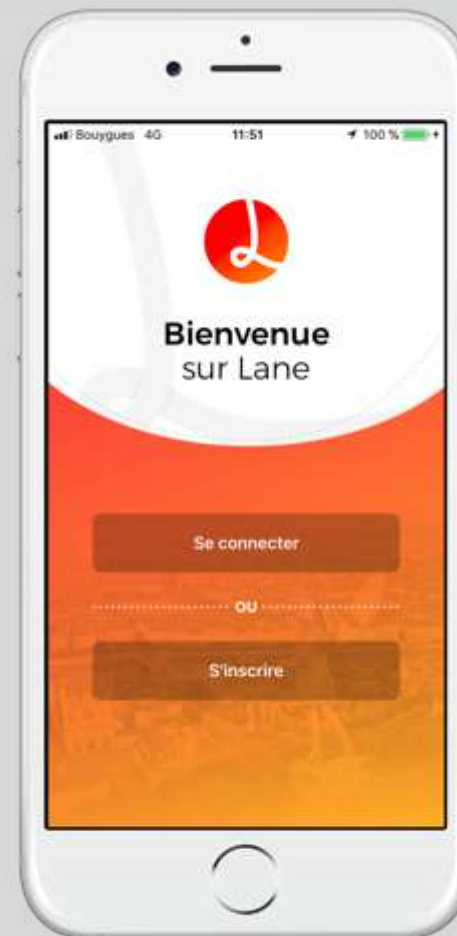 Bouygues 4G 11:51 100 %
Bienvenue
sur Lane
Se connecter
OU
S'inscrire